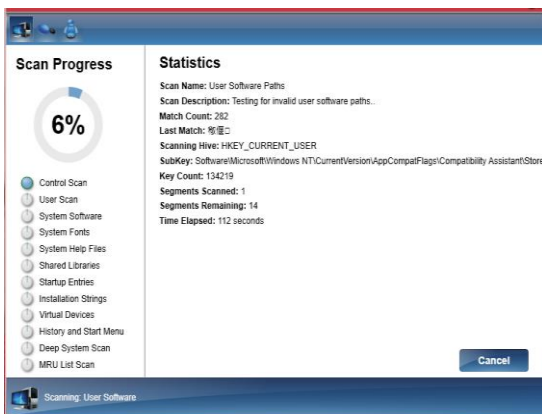 Scan Progress
6%
Control Scan
User Scan
System Software
System Fonts
System Help Files
Shared Libraries
Startup Entries
Installation Strings
Virtual Devices
History and Start Menu
Deep System Scan
MRU List Scan
Statistics
Scan Name: User Software Paths
Scan Description: Testing for invalid user software paths..
Match Count: 282
Last Match:
Scanning Hive: HKEY_CURRENT_USER
SubKey: Software\Microsoft\Windows NT\CurrentVersion\AppCompatFlags\Compatibility Assistant\Store
Key Count: 134219
Segments Scanned: 1
Segments Remaining: 14
Time Elapsed: 112 seconds
Cancel
Scanning: User Software